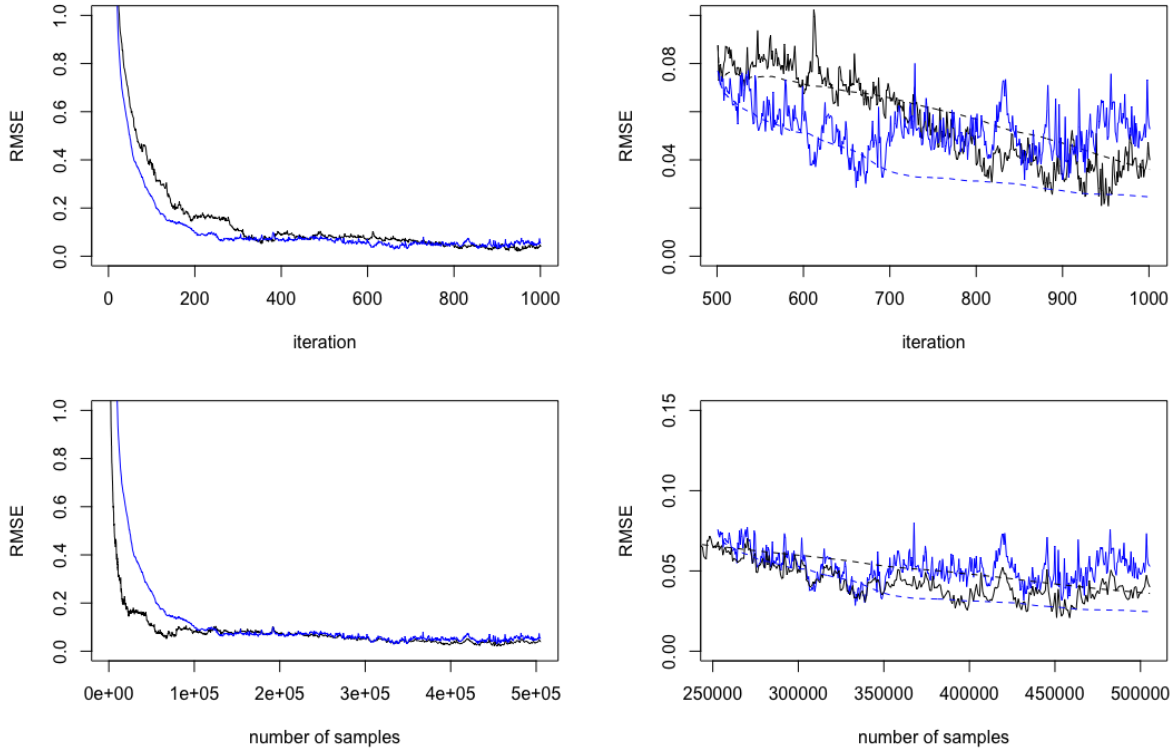 RMSE
0.0 0.2 0.4 0.6 0.8 1.0
0 200 400 600 800 1000
iteration
RMSE
0.00 0.04 0.08
500 600 700 800 900 1000
iteration
RMSE
0.0 0.2 0.4 0.6 0.8 1.0
0e+00 1e+05 2e+05 3e+05 4e+05 5e+05
number of samples
RMSE
0.00 0.05 0.10 0.15
250000 300000 350000 400000 450000 500000
number of samples